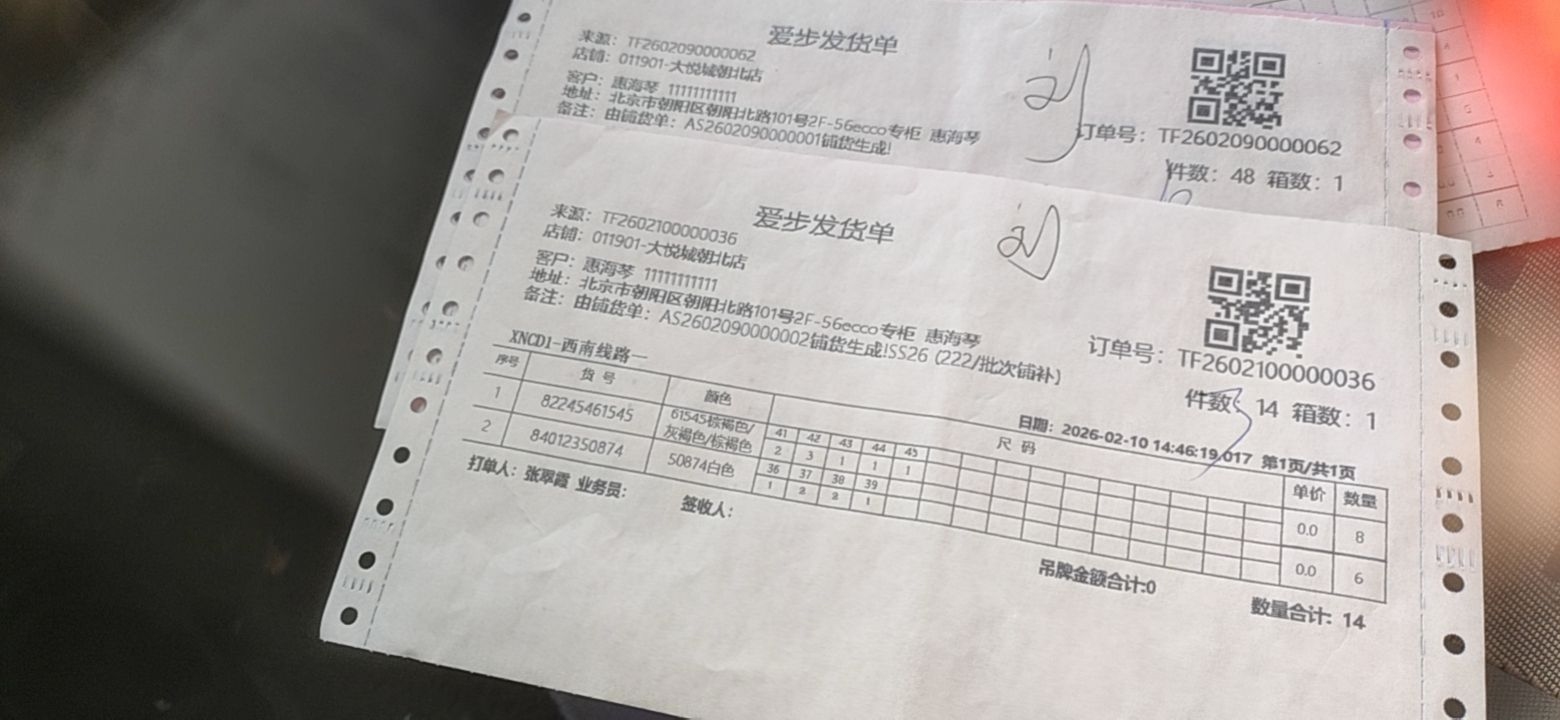 爱步发货单
来源：TF2602090000062
店铺：011901-大悦城朝北店
客户：惠海琴 11111111111
地址：北京市朝阳区朝阳北路101号2F-56ecco专柜 惠海琴
备注：由铺货单：AS2602090000001铺货生成!
订单号：TF2602090000062
件数：48 箱数：1
爱步发货单
来源：TF2602100000036
店铺：011901-大悦城朝北店
客户：惠海琴 11111111111
地址：北京市朝阳区朝阳北路101号2F-56ecco专柜 惠海琴
备注：由铺货单：AS2602090000002铺货生成!SS26 (222/批次铺补)
订单号：TF2602100000036
件数：14 箱数：1
XNCD1-西南线路一
日期：2026-02-10 14:46:19.017 第1页/共1页
序号 货号 颜色 尺码 单价 数量
41 42 43 44 45
1 82245461545 61545棕褐色/灰褐色/棕褐色 2 3 1 1 1 0.0 8
36 37 38 39
2 84012350874 50874白色 1 2 2 1 0.0 6
打单人：张翠霞 业务员： 签收人：
吊牌金额合计:0 数量合计: 14